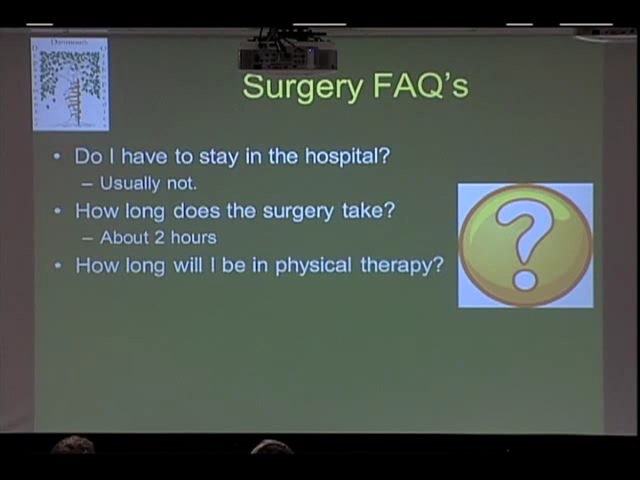 Dartmouth
Surgery FAQ's
• Do I have to stay in the hospital?
– Usually not.
• How long does the surgery take?
– About 2 hours
• How long will I be in physical therapy?
?